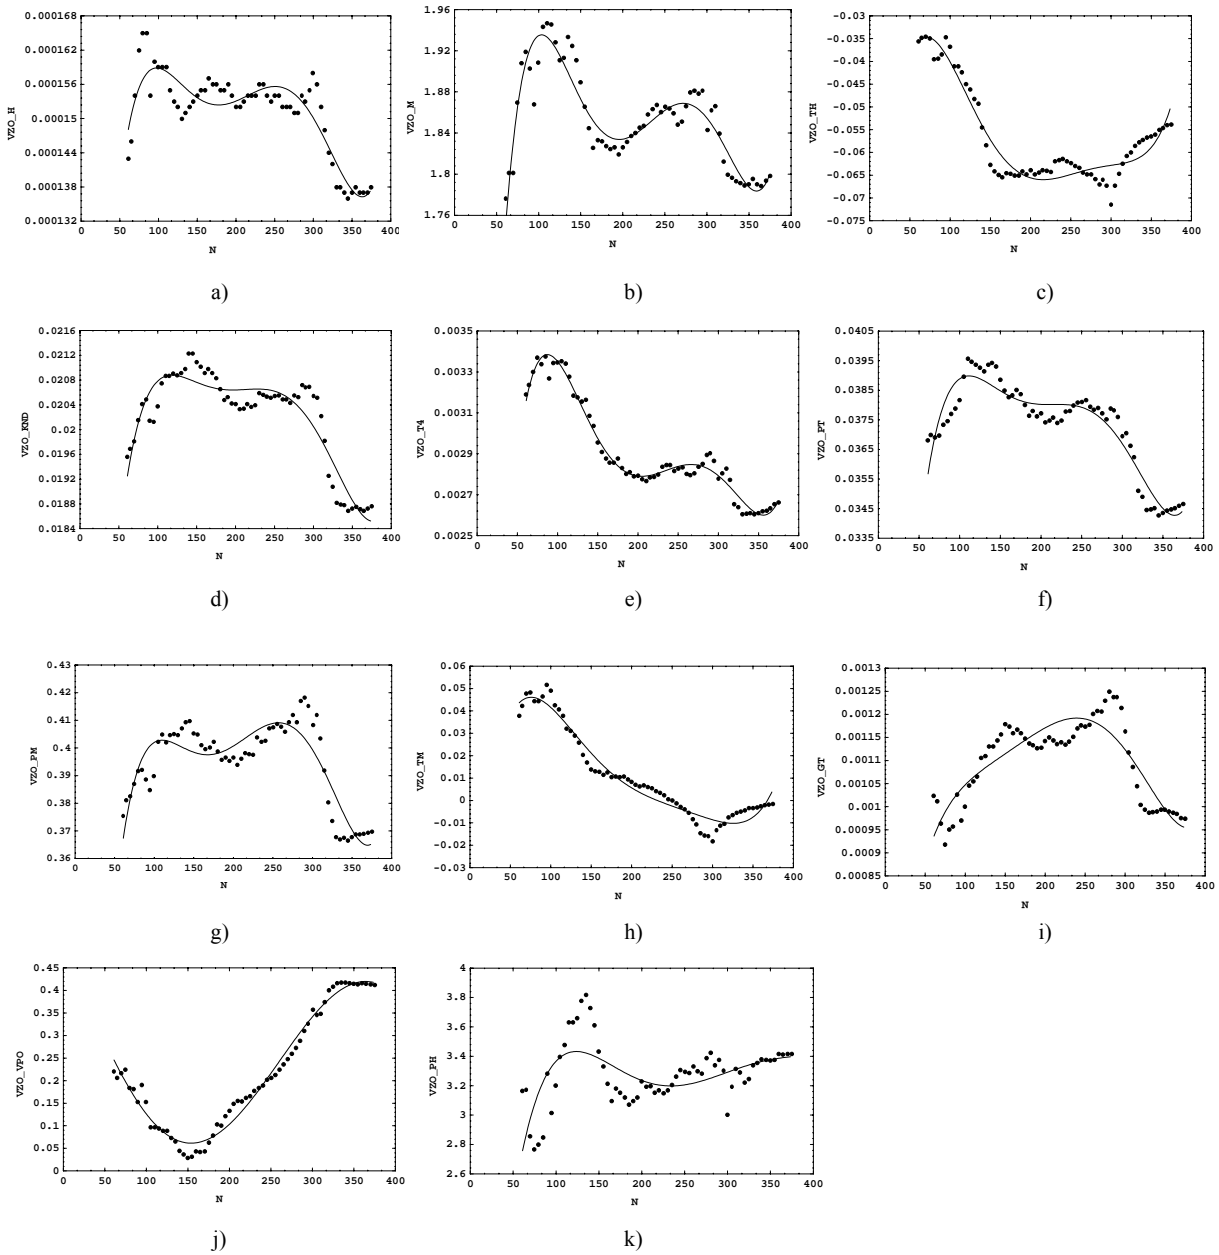 0.000168
0.000162
0.000156
0.00015
0.000144
0.000138
0.000132
0 50 100 150 200 250 300 350 400
VZO_H
N
a)
1.96
1.92
1.88
1.84
1.8
1.76
0 50 100 150 200 250 300 350 400
VZO_M
N
b)
-0.03
-0.035
-0.04
-0.045
-0.05
-0.055
-0.06
-0.065
-0.07
-0.075
0 50 100 150 200 250 300 350 400
VZO_TH
N
c)
0.0216
0.0212
0.0208
0.0204
0.02
0.0196
0.0192
0.0188
0.0184
0 50 100 150 200 250 300 350 400
VZO_KND
N
d)
0.0035
0.0033
0.0031
0.0029
0.0027
0.0025
0 50 100 150 200 250 300 350 400
VZO_T4
N
e)
0.0405
0.0395
0.0385
0.0375
0.0365
0.0355
0.0345
0.0335
0 50 100 150 200 250 300 350 400
VZO_PT
N
f)
0.43
0.42
0.41
0.4
0.39
0.38
0.37
0.36
0 50 100 150 200 250 300 350 400
VZO_PM
N
g)
0.06
0.05
0.04
0.03
0.02
0.01
0
-0.01
-0.02
-0.03
0 50 100 150 200 250 300 350 400
VZO_TM
N
h)
0.0013
0.00125
0.0012
0.00115
0.0011
0.00105
0.001
0.00095
0.0009
0.00085
0 50 100 150 200 250 300 350 400
VZO_GT
N
i)
0.45
0.4
0.35
0.3
0.25
0.2
0.15
0.1
0.05
0
0 50 100 150 200 250 300 350 400
VZO_VPO
N
j)
4
3.8
3.6
3.4
3.2
3
2.8
2.6
0 50 100 150 200 250 300 350 400
VZO_PH
N
k)